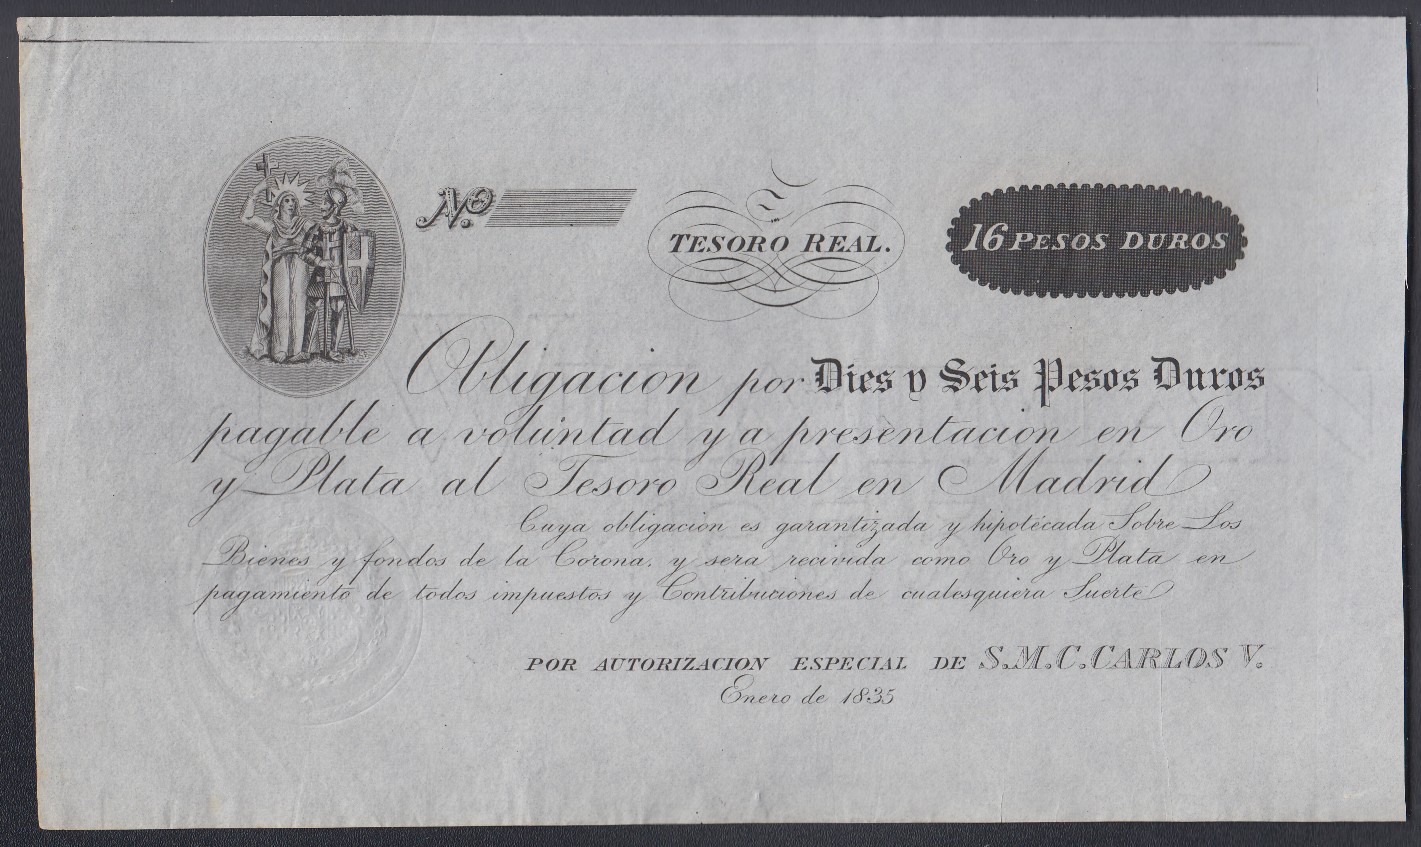 Nº.
TESORO REAL.
16 PESOS DUROS
Obligacion por Dies y Seis Pesos Duros
pagable a voluntad y a presentacion en Oro
y Plata al Tesoro Real en Madrid
Cuya obligacion es garantizada y hipotécada Sobre Los
Bienes y fondos de la Corona, y sera recivida como Oro y Plata en
pagamiento de todos impuestos y Contribuciones de cualesquiera Suerte
POR AUTORIZACION ESPECIAL DE S.M.C. CARLOS V.
Enero de 1835